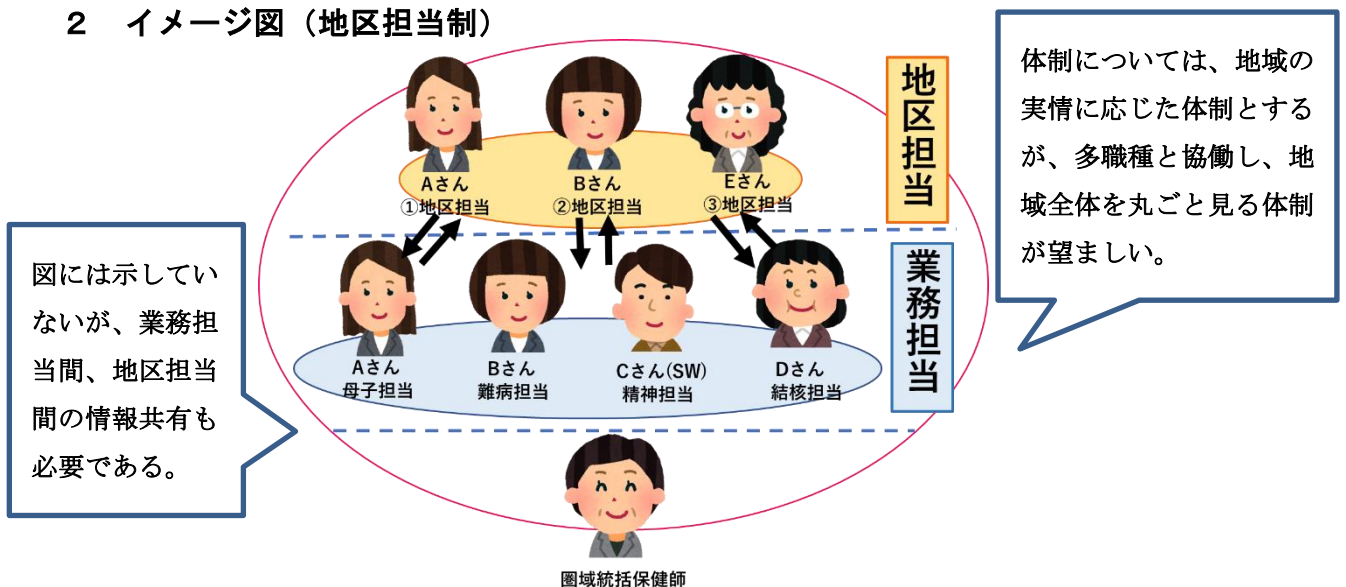 ２　イメージ図（地区担当制）
体制については、地域の
実情に応じた体制とする
が、多職種と協働し、地
域全体を丸ごと見る体制
が望ましい。
地区担当
Aさん
①地区担当
Bさん
②地区担当
Eさん
③地区担当
図には示してい
ないが、業務担
当間、地区担当
間の情報共有も
必要である。
業務担当
Aさん
母子担当
Bさん
難病担当
Cさん(SW)
精神担当
Dさん
結核担当
圏域統括保健師